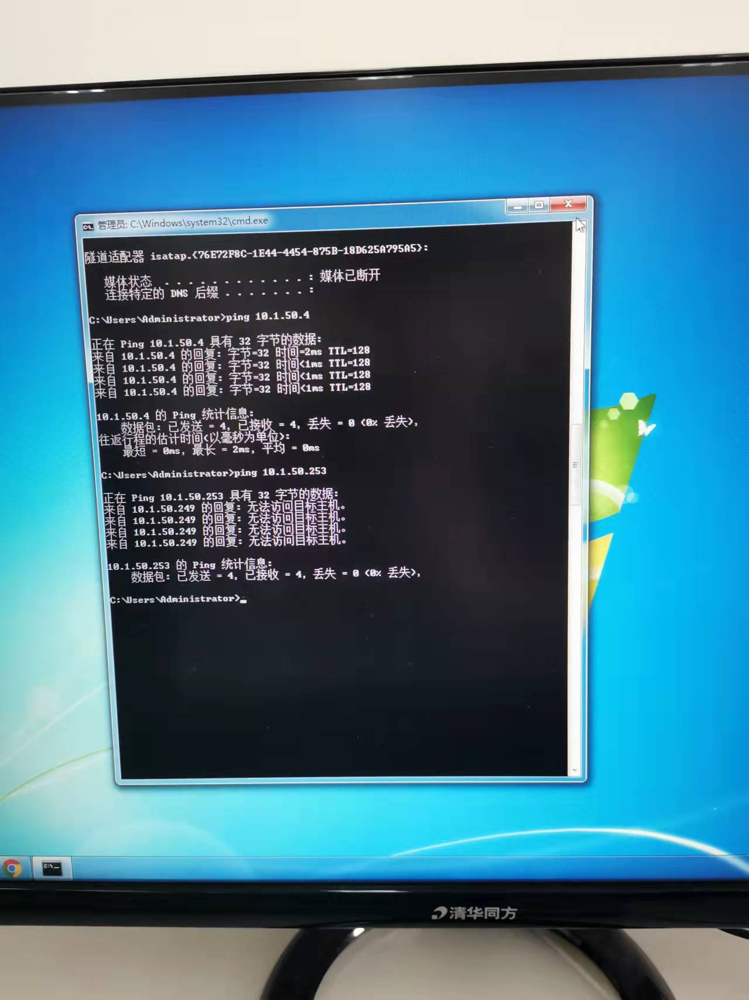 管理员: C:\Windows\system32\cmd.exe
隧道适配器 isatap.{76E72F8C-1E44-4454-875B-18D625A795A5}:
媒体状态 . . . . . . . . . . . . : 媒体已断开
连接特定的 DNS 后缀 . . . . . . . :
C:\Users\Administrator>ping 10.1.50.4
正在 Ping 10.1.50.4 具有 32 字节的数据:
来自 10.1.50.4 的回复: 字节=32 时间=2ms TTL=128
来自 10.1.50.4 的回复: 字节=32 时间<1ms TTL=128
来自 10.1.50.4 的回复: 字节=32 时间<1ms TTL=128
来自 10.1.50.4 的回复: 字节=32 时间<1ms TTL=128
10.1.50.4 的 Ping 统计信息:
数据包: 已发送 = 4，已接收 = 4，丢失 = 0 (0% 丢失)，
往返行程的估计时间(以毫秒为单位):
最短 = 0ms，最长 = 2ms，平均 = 0ms
C:\Users\Administrator>ping 10.1.50.253
正在 Ping 10.1.50.253 具有 32 字节的数据:
来自 10.1.50.249 的回复: 无法访问目标主机。
来自 10.1.50.249 的回复: 无法访问目标主机。
来自 10.1.50.249 的回复: 无法访问目标主机。
来自 10.1.50.249 的回复: 无法访问目标主机。
10.1.50.253 的 Ping 统计信息:
数据包: 已发送 = 4，已接收 = 4，丢失 = 0 (0% 丢失)，
C:\Users\Administrator>_
清华同方